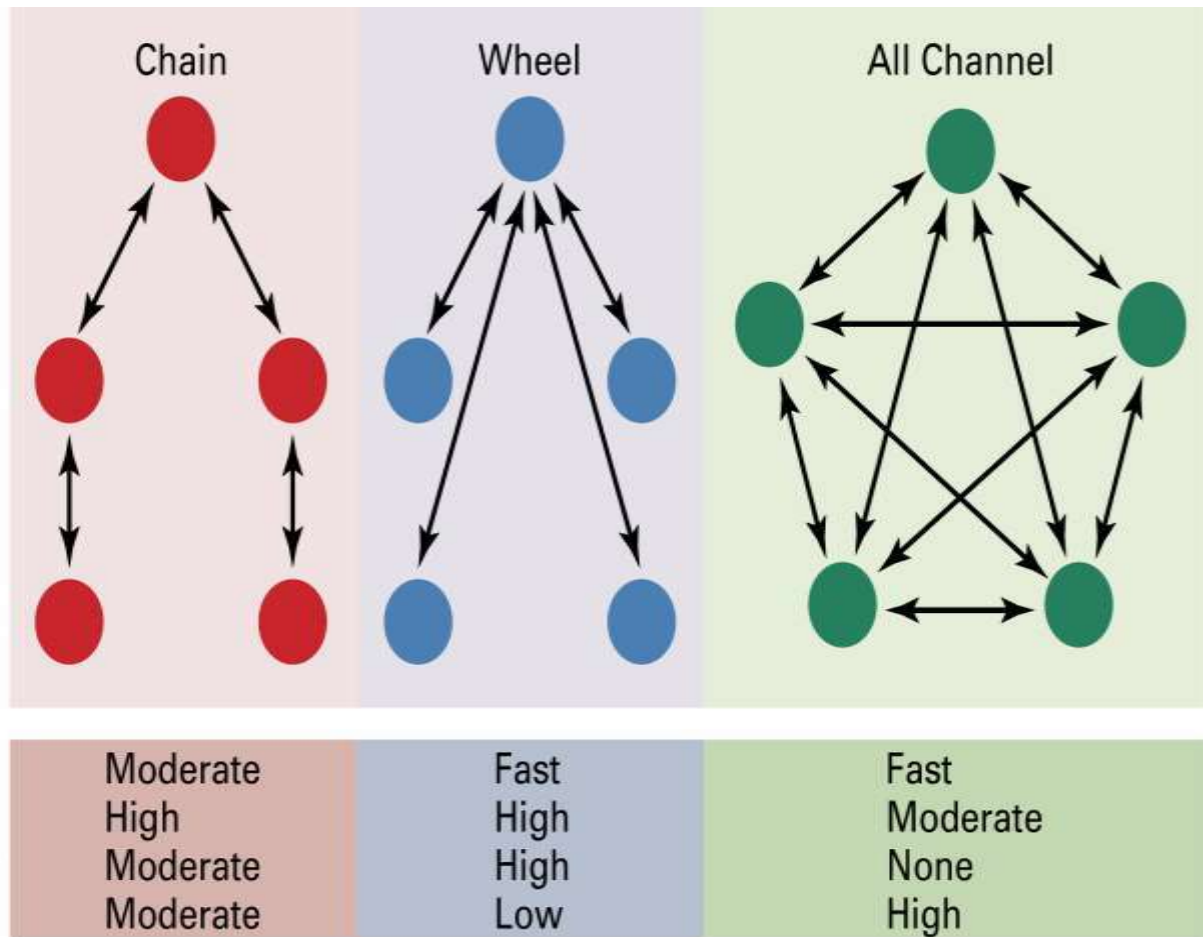 Chain Wheel All Channel
Moderate Fast Fast
High High Moderate
Moderate High None
Moderate Low High